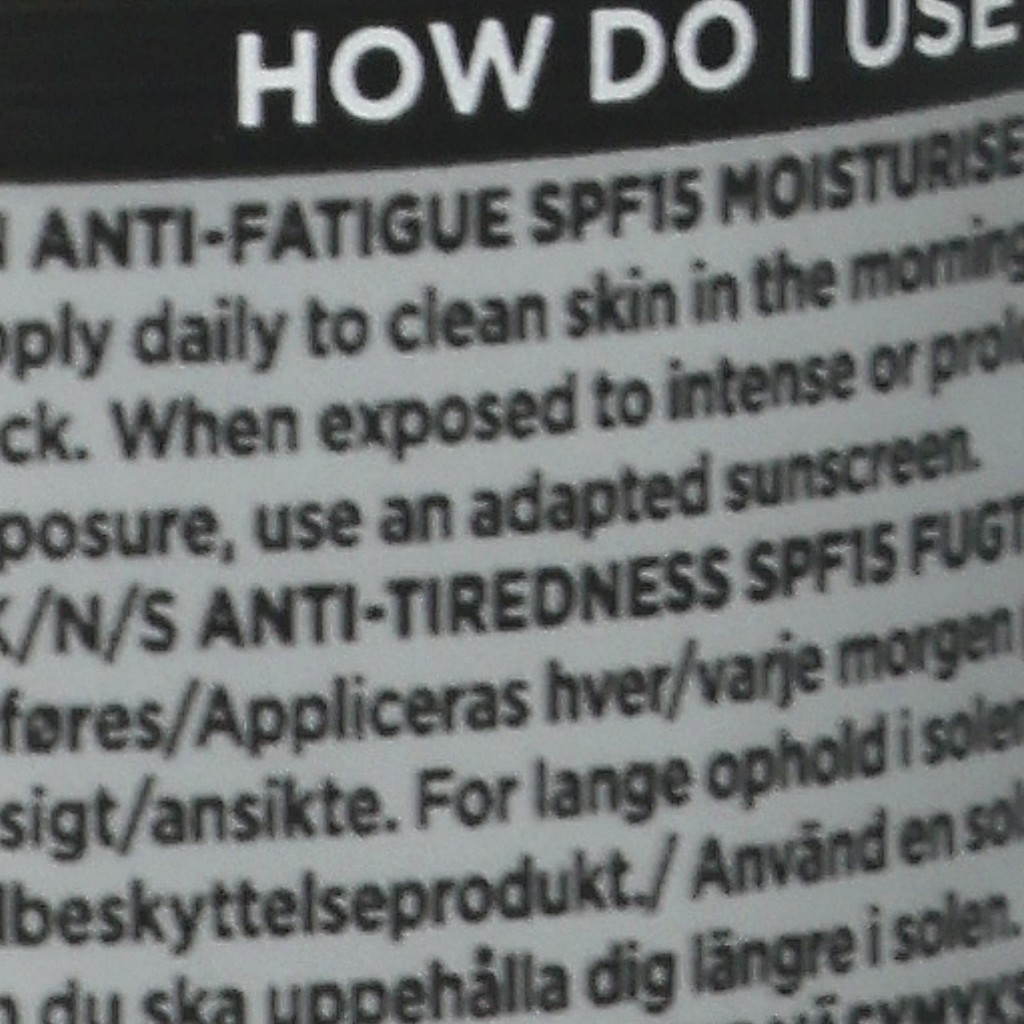 HOW DO I USE
ANTI-FATIGUE SPF15 MOISTURISE
pply daily to clean skin in the morning
ck. When exposed to intense or prol
posure, use an adapted sunscreen.
K/N/S ANTI-TIREDNESS SPF15 FUGT
føres/Appliceras hver/varje morgen
sigt/ansikte. For lange ophold i solen
lbeskyttelseprodukt./ Använd en sol
du ska uppehålla dig längre i solen.